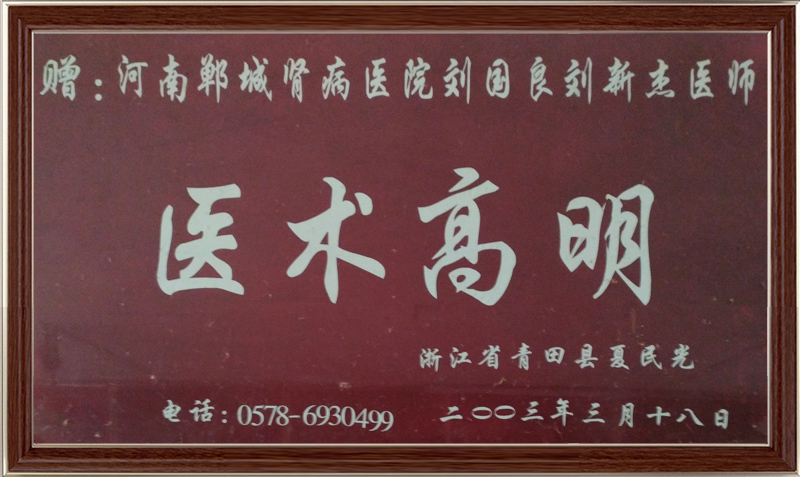 赠：河南郸城肾病医院刘国良刘新杰医师
医术高明
浙江省青田县夏民光
电话：0578-6930499 二〇〇三年三月十八日